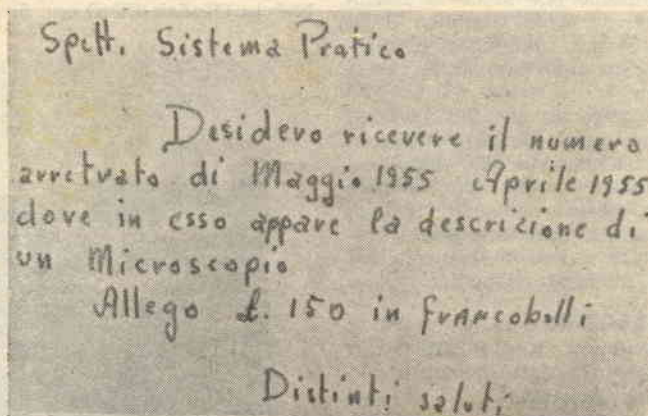 Spett. Sistema Pratico
Desidero ricevere il numero
arretrato di Maggio 1955 Aprile 1955
dove in esso appare la descrizione di
un Microscopio
Allego £. 150 in francobolli
Distinti saluti